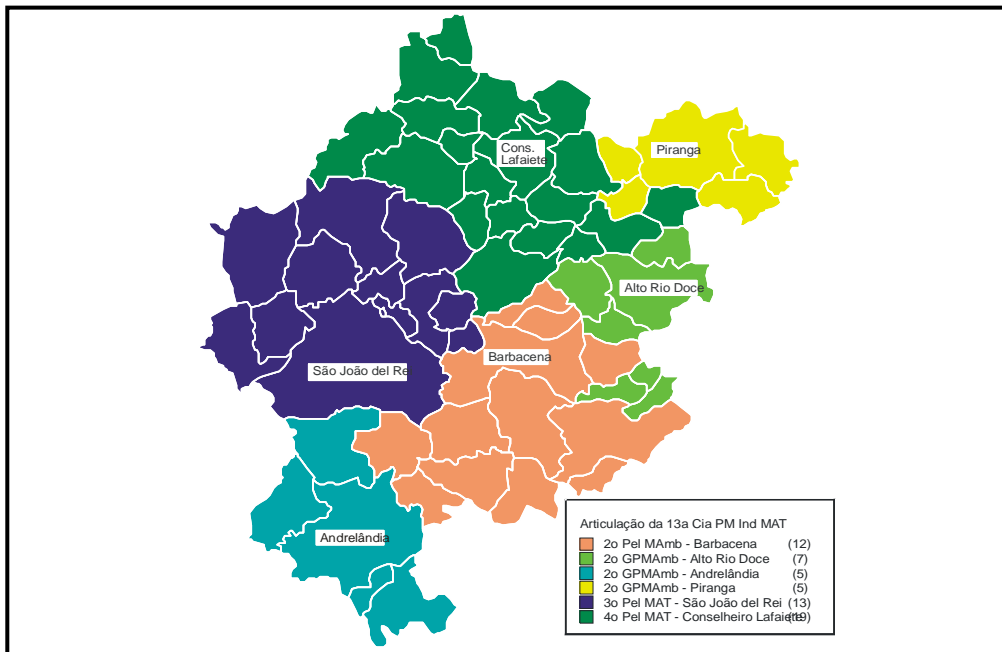 Cons.
Lafaiete
Piranga
Alto Rio Doce
Barbacena
São João del Rei
Andrelândia
Articulação da 13a Cia PM Ind MAT
2o Pel MAmb - Barbacena (12)
2o GPMAmb - Alto Rio Doce (7)
2o GPMAmb - Andrelândia (5)
2o GPMAmb - Piranga (5)
3o Pel MAT - São João del Rei (13)
4o Pel MAT - Conselheiro Lafaiete (19)